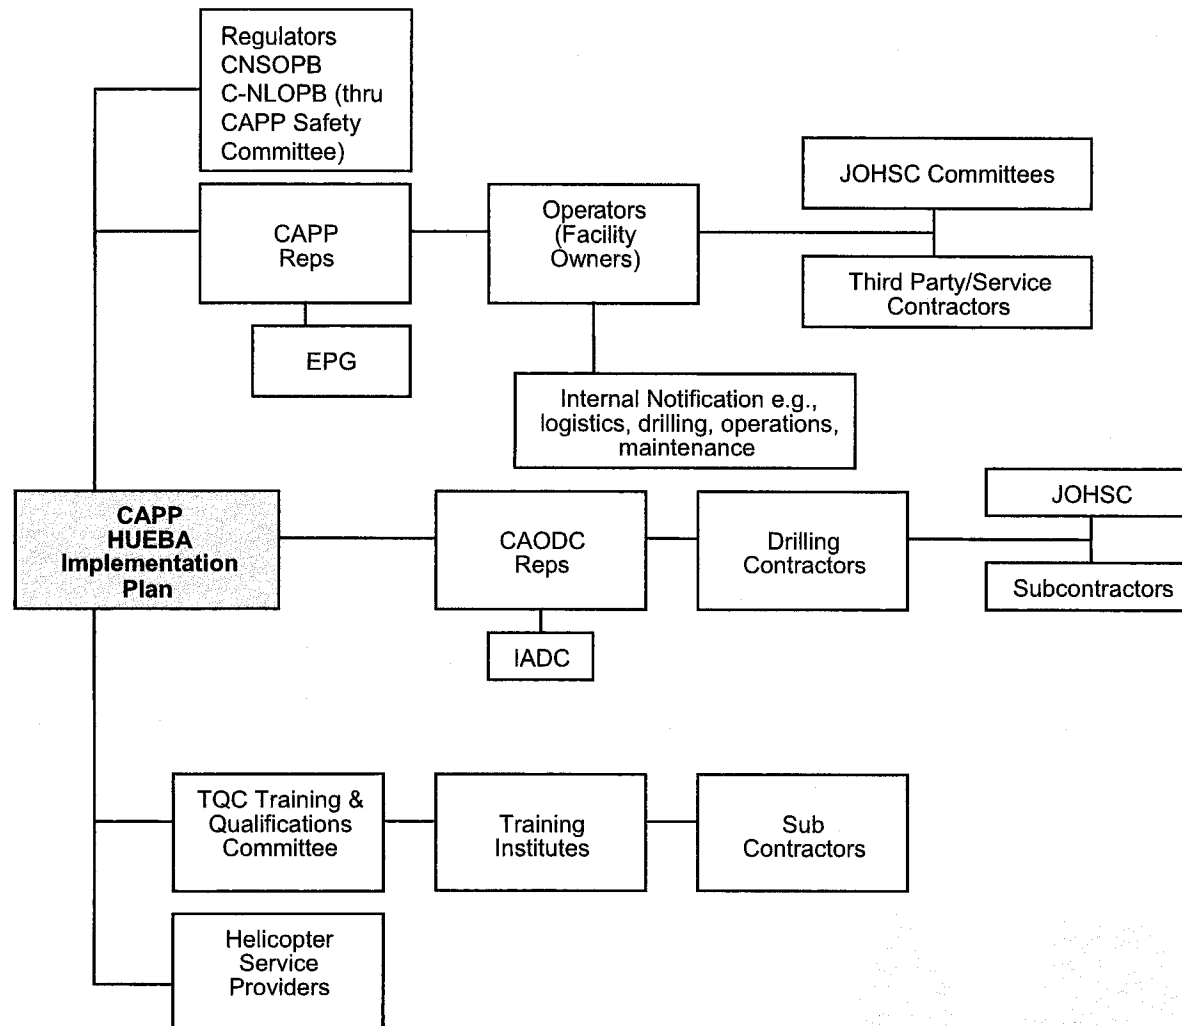 Regulators
CNSOPB
C-NLOPB (thru
CAPP Safety
Committee)
JOHSC Committees
CAPP
Reps
Operators
(Facility
Owners)
Third Party/Service
Contractors
EPG
Internal Notification e.g.,
logistics, drilling, operations,
maintenance
CAPP
HUEBA
Implementation
Plan
CAODC
Reps
Drilling
Contractors
JOHSC
Subcontractors
IADC
TQC Training &
Qualifications
Committee
Training
Institutes
Sub
Contractors
Helicopter
Service
Providers